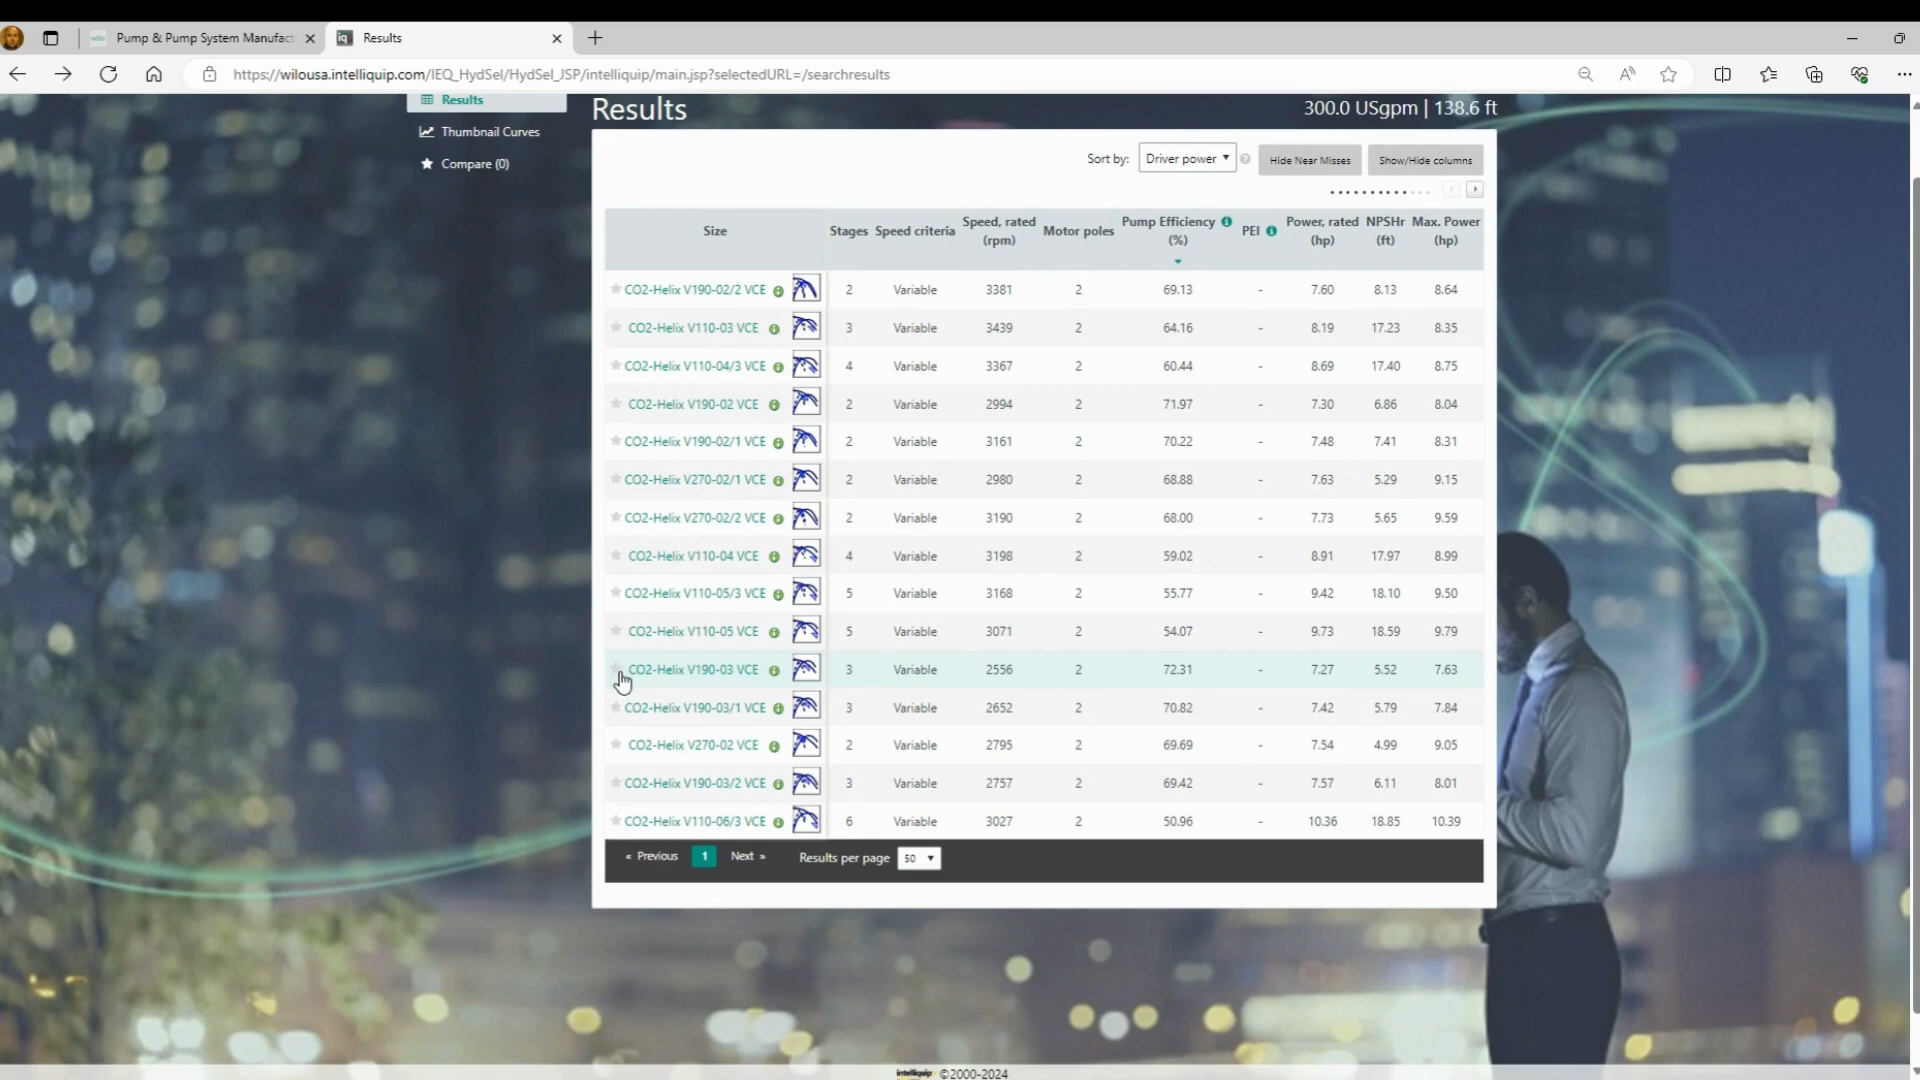 Pump & Pump System Manufact
Results
https://wilousa.intelliquip.com/IEQ_HydSel/HydSel_JSP/intelliquip/main.jsp?selectedURL=/searchresults
Results
Thumbnail Curves
Compare (0)
Results
300.0 USgpm | 138.6 ft
Sort by: Driver power Hide Near Misses Show/Hide columns
Size Stages Speed criteria Speed, rated (rpm) Motor poles Pump Efficiency (%) PEI Power, rated (hp) NPSHr (ft) Max. Power (hp)
CO2-Helix V190-02/2 VCE 2 Variable 3381 2 69.13 - 7.60 8.13 8.64
CO2-Helix V110-03 VCE 3 Variable 3439 2 64.16 - 8.19 17.23 8.35
CO2-Helix V110-04/3 VCE 4 Variable 3367 2 60.44 - 8.69 17.40 8.75
CO2-Helix V190-02 VCE 2 Variable 2994 2 71.97 - 7.30 6.86 8.04
CO2-Helix V190-02/1 VCE 2 Variable 3161 2 70.22 - 7.48 7.41 8.31
CO2-Helix V270-02/1 VCE 2 Variable 2980 2 68.88 - 7.63 5.29 9.15
CO2-Helix V270-02/2 VCE 2 Variable 3190 2 68.00 - 7.73 5.65 9.59
CO2-Helix V110-04 VCE 4 Variable 3198 2 59.02 - 8.91 17.97 8.99
CO2-Helix V110-05/3 VCE 5 Variable 3168 2 55.77 - 9.42 18.10 9.50
CO2-Helix V110-05 VCE 5 Variable 3071 2 54.07 - 9.73 18.59 9.79
CO2-Helix V190-03 VCE 3 Variable 2556 2 72.31 - 7.27 5.52 7.63
CO2-Helix V190-03/1 VCE 3 Variable 2652 2 70.82 - 7.42 5.79 7.84
CO2-Helix V270-02 VCE 2 Variable 2795 2 69.69 - 7.54 4.99 9.05
CO2-Helix V190-03/2 VCE 3 Variable 2757 2 69.42 - 7.57 6.11 8.01
CO2-Helix V110-06/3 VCE 6 Variable 3027 2 50.96 - 10.36 18.85 10.39
« Previous 1 Next » Results per page 50
intelliquip ©2000-2024